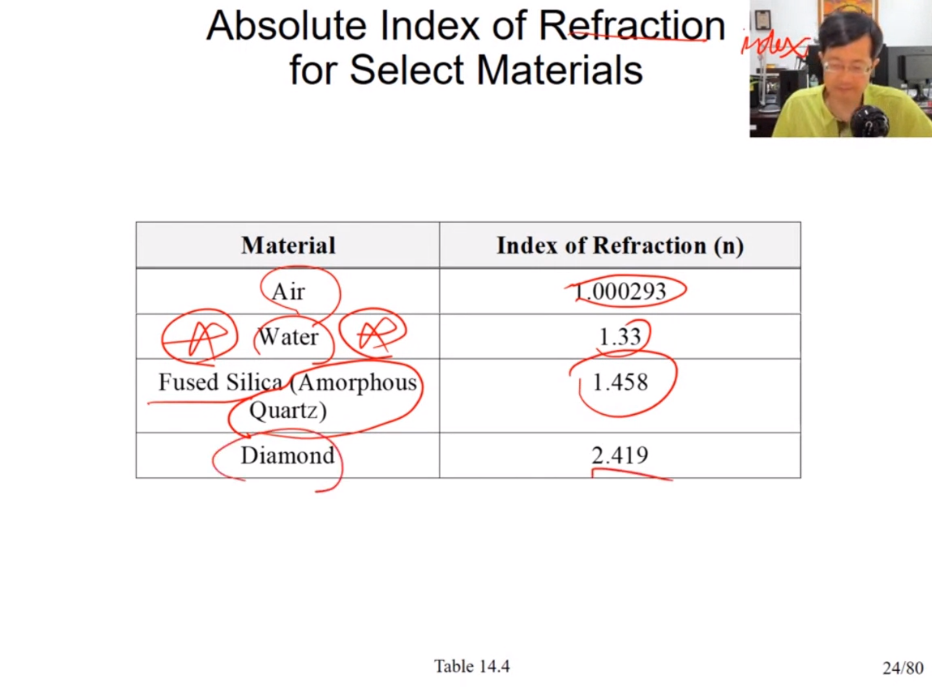 Absolute Index of Refraction
for Select Materials
index
Material
Index of Refraction (n)
Air
1.000293
Water
1.33
Fused Silica (Amorphous
Quartz)
1.458
Diamond
2.419
Table 14.4
24/80